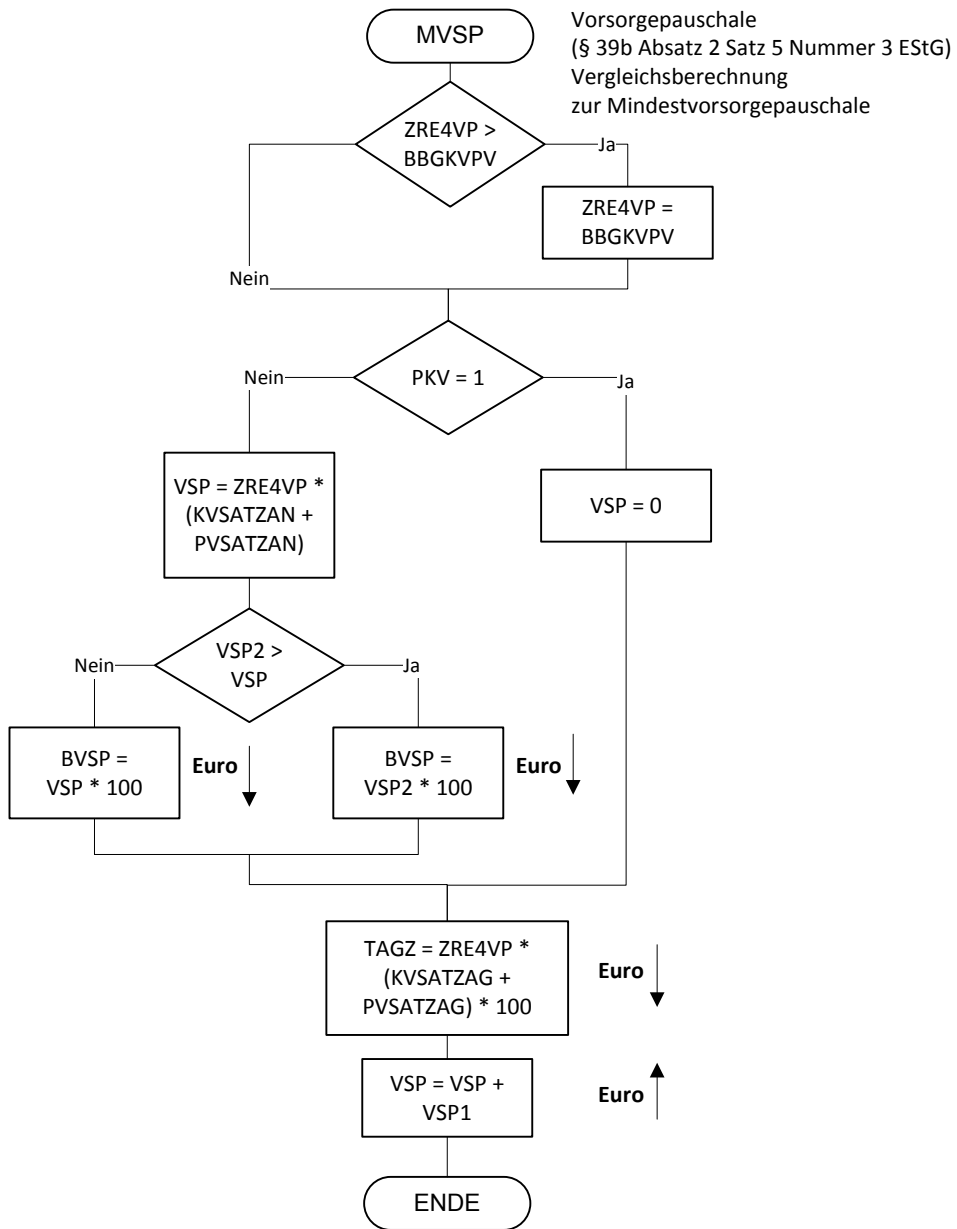 MVSP
Vorsorgepauschale
(§ 39b Absatz 2 Satz 5 Nummer 3 EStG)
Vergleichsberechnung
zur Mindestvorsorgepauschale
ZRE4VP >
BBGKVPV
Ja
ZRE4VP =
BBGKVPV
Nein
PKV = 1
Nein
Ja
VSP = ZRE4VP *
(KVSATZAN +
PVSATZAN)
VSP = 0
VSP2 >
VSP
Nein
Ja
BVSP =
VSP * 100
Euro
BVSP =
VSP2 * 100
Euro
TAGZ = ZRE4VP *
(KVSATZAG +
PVSATZAG) * 100
Euro
VSP = VSP +
VSP1
Euro
ENDE